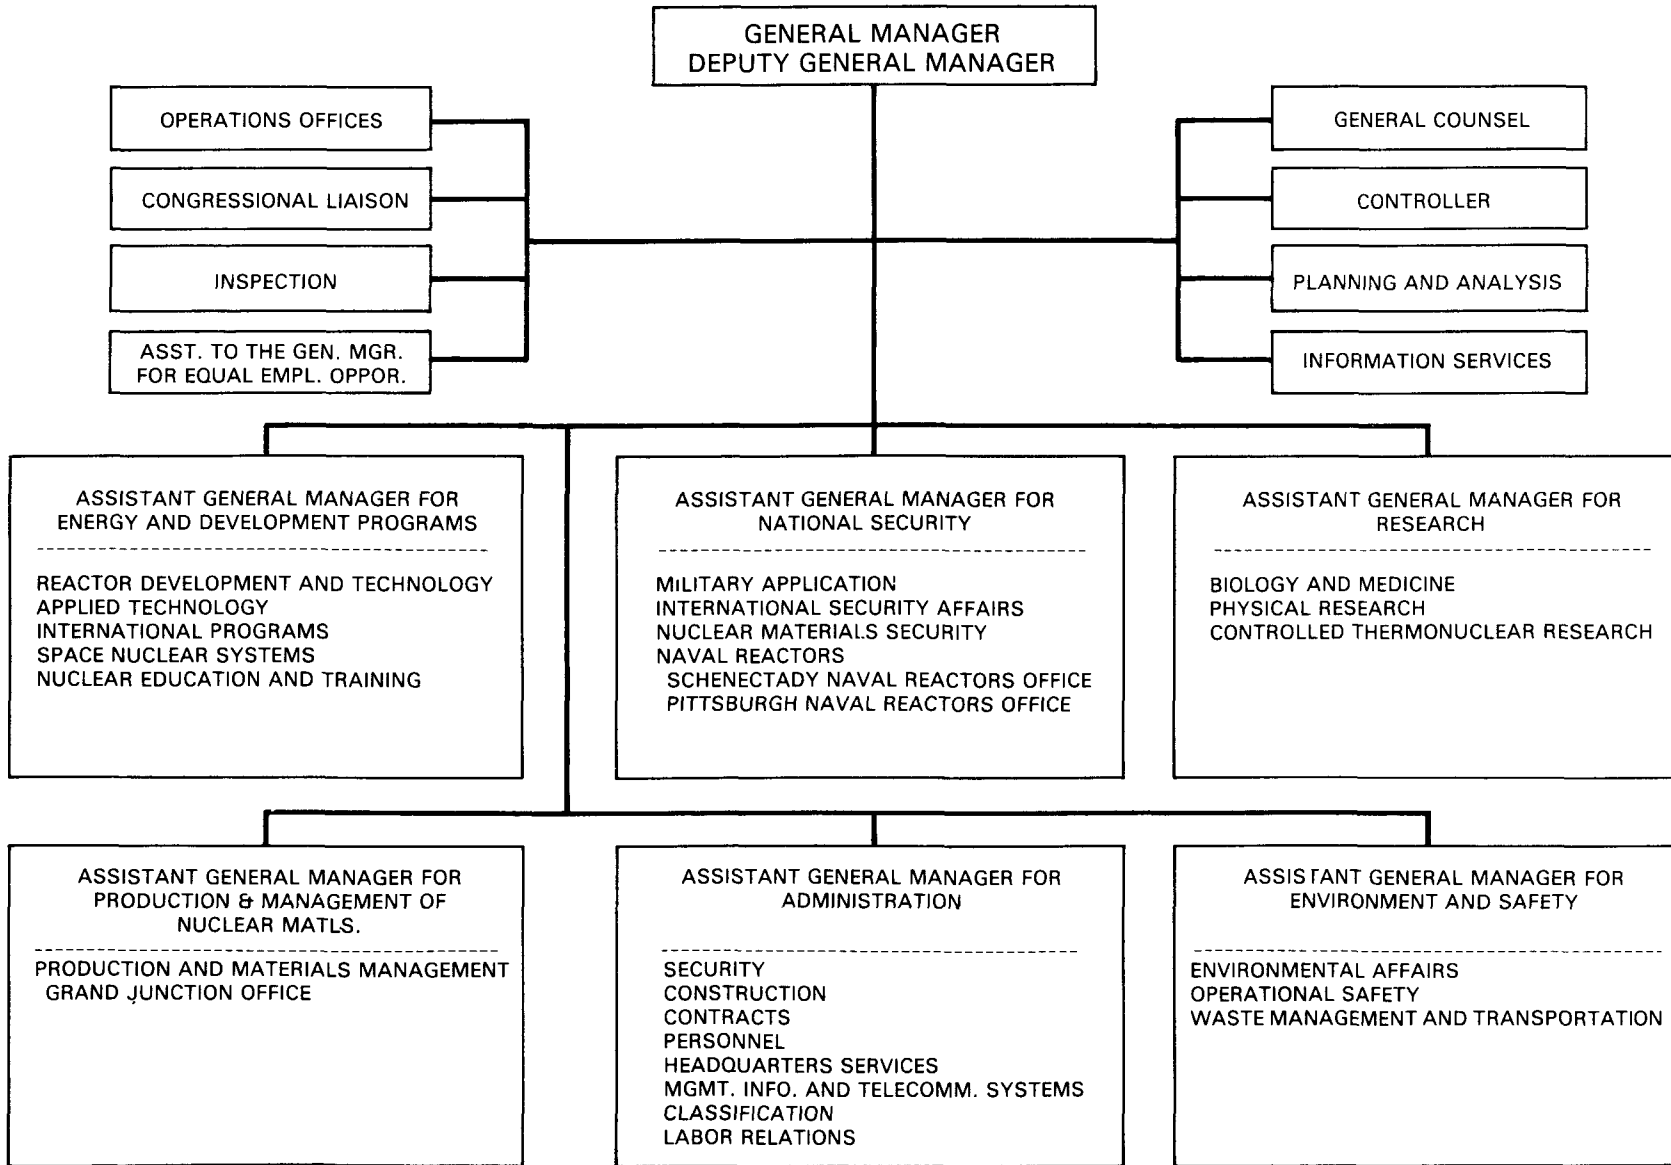 GENERAL MANAGER
DEPUTY GENERAL MANAGER
OPERATIONS OFFICES
CONGRESSIONAL LIAISON
INSPECTION
ASST. TO THE GEN. MGR.
FOR EQUAL EMPL. OPPOR.
GENERAL COUNSEL
CONTROLLER
PLANNING AND ANALYSIS
INFORMATION SERVICES
ASSISTANT GENERAL MANAGER FOR
ENERGY AND DEVELOPMENT PROGRAMS
REACTOR DEVELOPMENT AND TECHNOLOGY
APPLIED TECHNOLOGY
INTERNATIONAL PROGRAMS
SPACE NUCLEAR SYSTEMS
NUCLEAR EDUCATION AND TRAINING
ASSISTANT GENERAL MANAGER FOR
NATIONAL SECURITY
MILITARY APPLICATION
INTERNATIONAL SECURITY AFFAIRS
NUCLEAR MATERIALS SECURITY
NAVAL REACTORS
SCHENECTADY NAVAL REACTORS OFFICE
PITTSBURGH NAVAL REACTORS OFFICE
ASSISTANT GENERAL MANAGER FOR
RESEARCH
BIOLOGY AND MEDICINE
PHYSICAL RESEARCH
CONTROLLED THERMONUCLEAR RESEARCH
ASSISTANT GENERAL MANAGER FOR
PRODUCTION & MANAGEMENT OF
NUCLEAR MATLS.
PRODUCTION AND MATERIALS MANAGEMENT
GRAND JUNCTION OFFICE
ASSISTANT GENERAL MANAGER FOR
ADMINISTRATION
SECURITY
CONSTRUCTION
CONTRACTS
PERSONNEL
HEADQUARTERS SERVICES
MGMT. INFO. AND TELECOMM. SYSTEMS
CLASSIFICATION
LABOR RELATIONS
ASSISTANT GENERAL MANAGER FOR
ENVIRONMENT AND SAFETY
ENVIRONMENTAL AFFAIRS
OPERATIONAL SAFETY
WASTE MANAGEMENT AND TRANSPORTATION